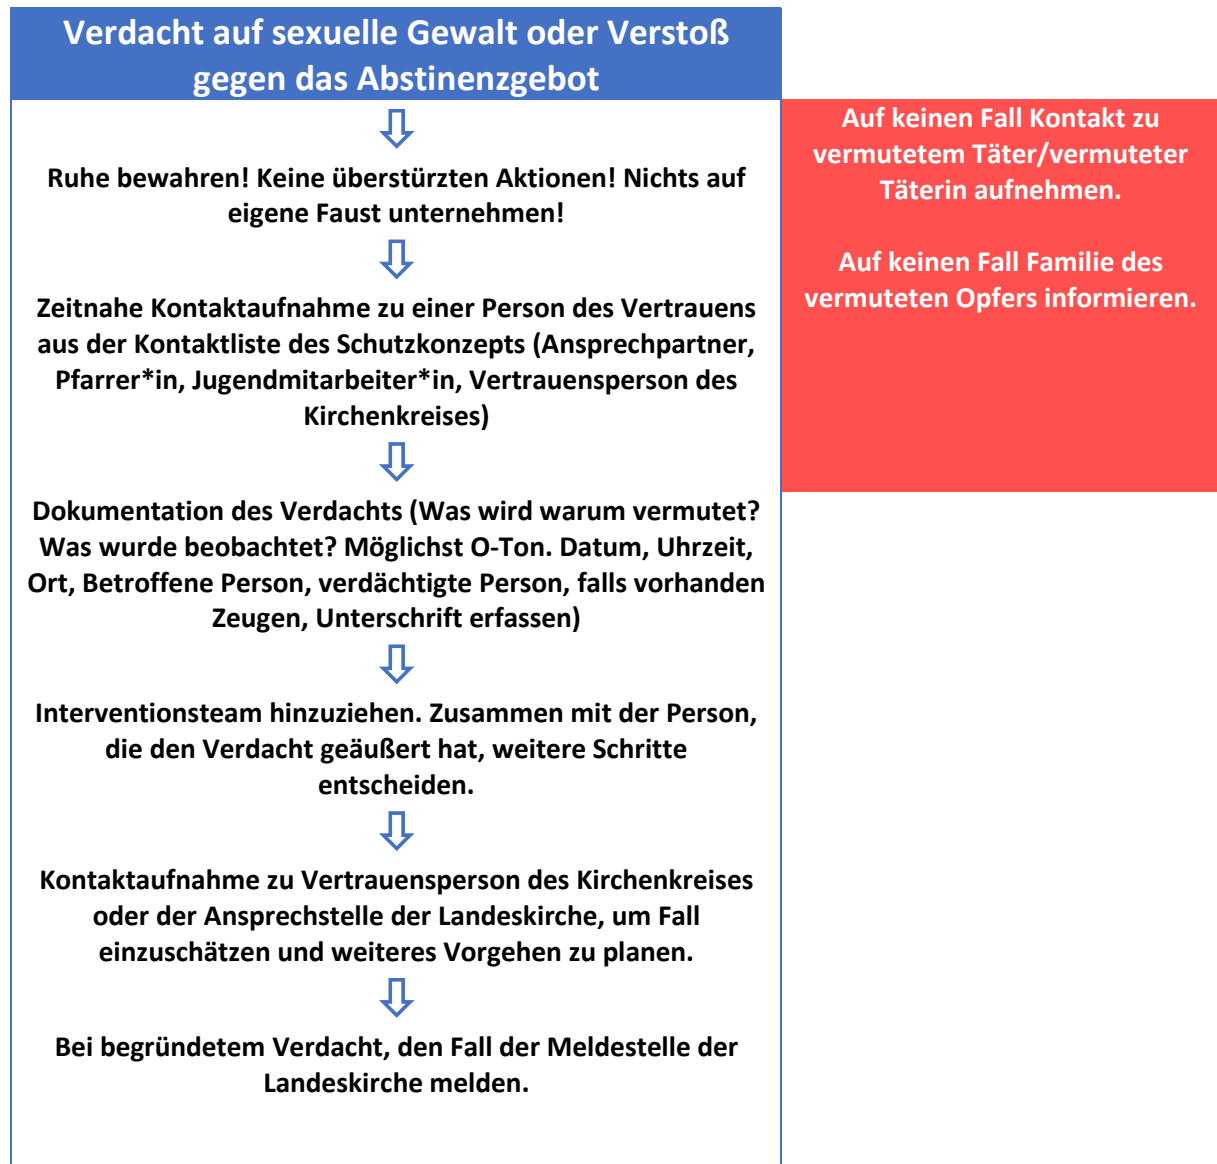 Verdacht auf sexuelle Gewalt oder Verstoß
gegen das Abstinenzgebot
Ruhe bewahren! Keine überstürzten Aktionen! Nichts auf
eigene Faust unternehmen!
Zeitnahe Kontaktaufnahme zu einer Person des Vertrauens
aus der Kontaktliste des Schutzkonzepts (Ansprechpartner,
Pfarrer*in, Jugendmitarbeiter*in, Vertrauensperson des
Kirchenkreises)
Dokumentation des Verdachts (Was wird warum vermutet?
Was wurde beobachtet? Möglichst O-Ton. Datum, Uhrzeit,
Ort, Betroffene Person, verdächtigte Person, falls vorhanden
Zeugen, Unterschrift erfassen)
Interventionsteam hinzuziehen. Zusammen mit der Person,
die den Verdacht geäußert hat, weitere Schritte
entscheiden.
Kontaktaufnahme zu Vertrauensperson des Kirchenkreises
oder der Ansprechstelle der Landeskirche, um Fall
einzuschätzen und weiteres Vorgehen zu planen.
Bei begründetem Verdacht, den Fall der Meldestelle der
Landeskirche melden.
Auf keinen Fall Kontakt zu
vermutetem Täter/vermuteter
Täterin aufnehmen.
Auf keinen Fall Familie des
vermuteten Opfers informieren.